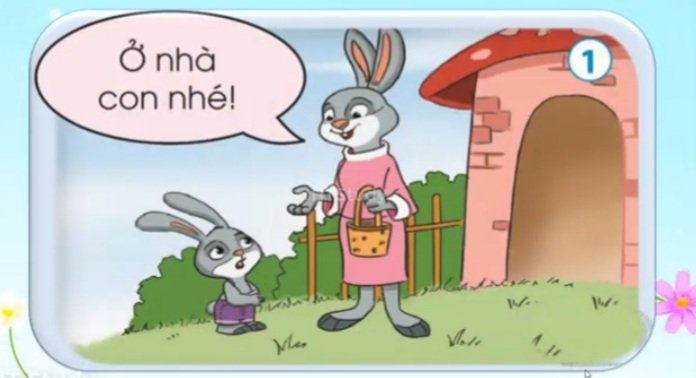 Ở nhà
con nhé!
1